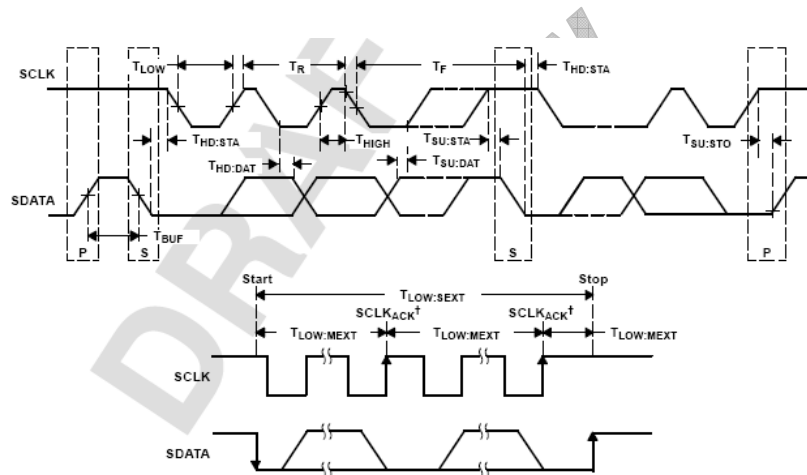 T_LOW T_R T_F T_HD:STA
SCLK
T_HD:STA T_HIGH T_SU:STA T_SU:STO
T_HD:DAT T_SU:DAT
SDATA
T_BUF
P S S P
Start Stop
T_LOW:SEXT
SCLK_ACK† SCLK_ACK†
T_LOW:MEXT T_LOW:MEXT T_LOW:MEXT
SCLK
SDATA
DRAF